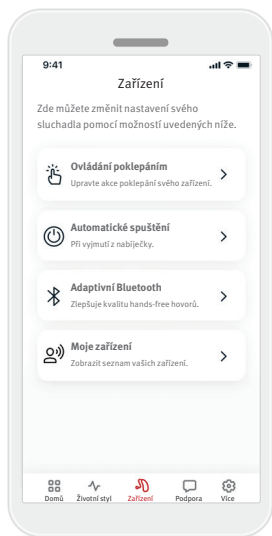 9:41
Zařízení
Zde můžete změnit nastavení svého
sluchadla pomocí možností uvedených níže.
Ovládání poklepáním
Upravte akce poklepání svého zařízení.
Automatické spuštění
Při vyjmutí z nabíječky.
Adaptivní Bluetooth
Zlepšuje kvalitu hands-free hovorů.
Moje zařízení
Zobrazit seznam vašich zařízení.
Domů Životní styl Zařízení Podpora Více